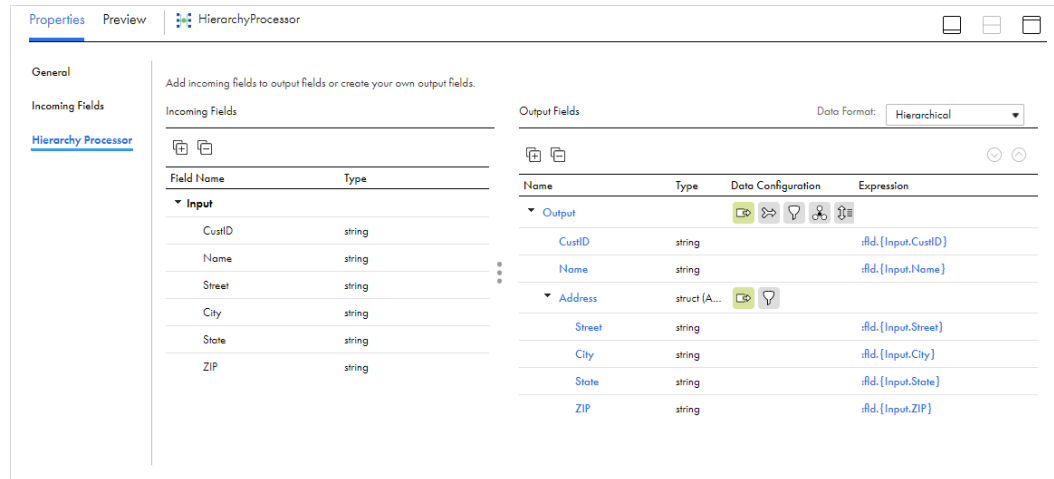 Properties Preview HierarchyProcessor
General
Incoming Fields
Hierarchy Processor
Add incoming fields to output fields or create your own output fields.
Incoming Fields
Field Name Type
Input
CustID string
Name string
Street string
City string
State string
ZIP string
Output Fields Data Format: Hierarchical
Name Type Data Configuration Expression
Output
CustID string :fld.{Input.CustID}
Name string :fld.{Input.Name}
Address struct (A...
Street string :fld.{Input.Street}
City string :fld.{Input.City}
State string :fld.{Input.State}
ZIP string :fld.{Input.ZIP}